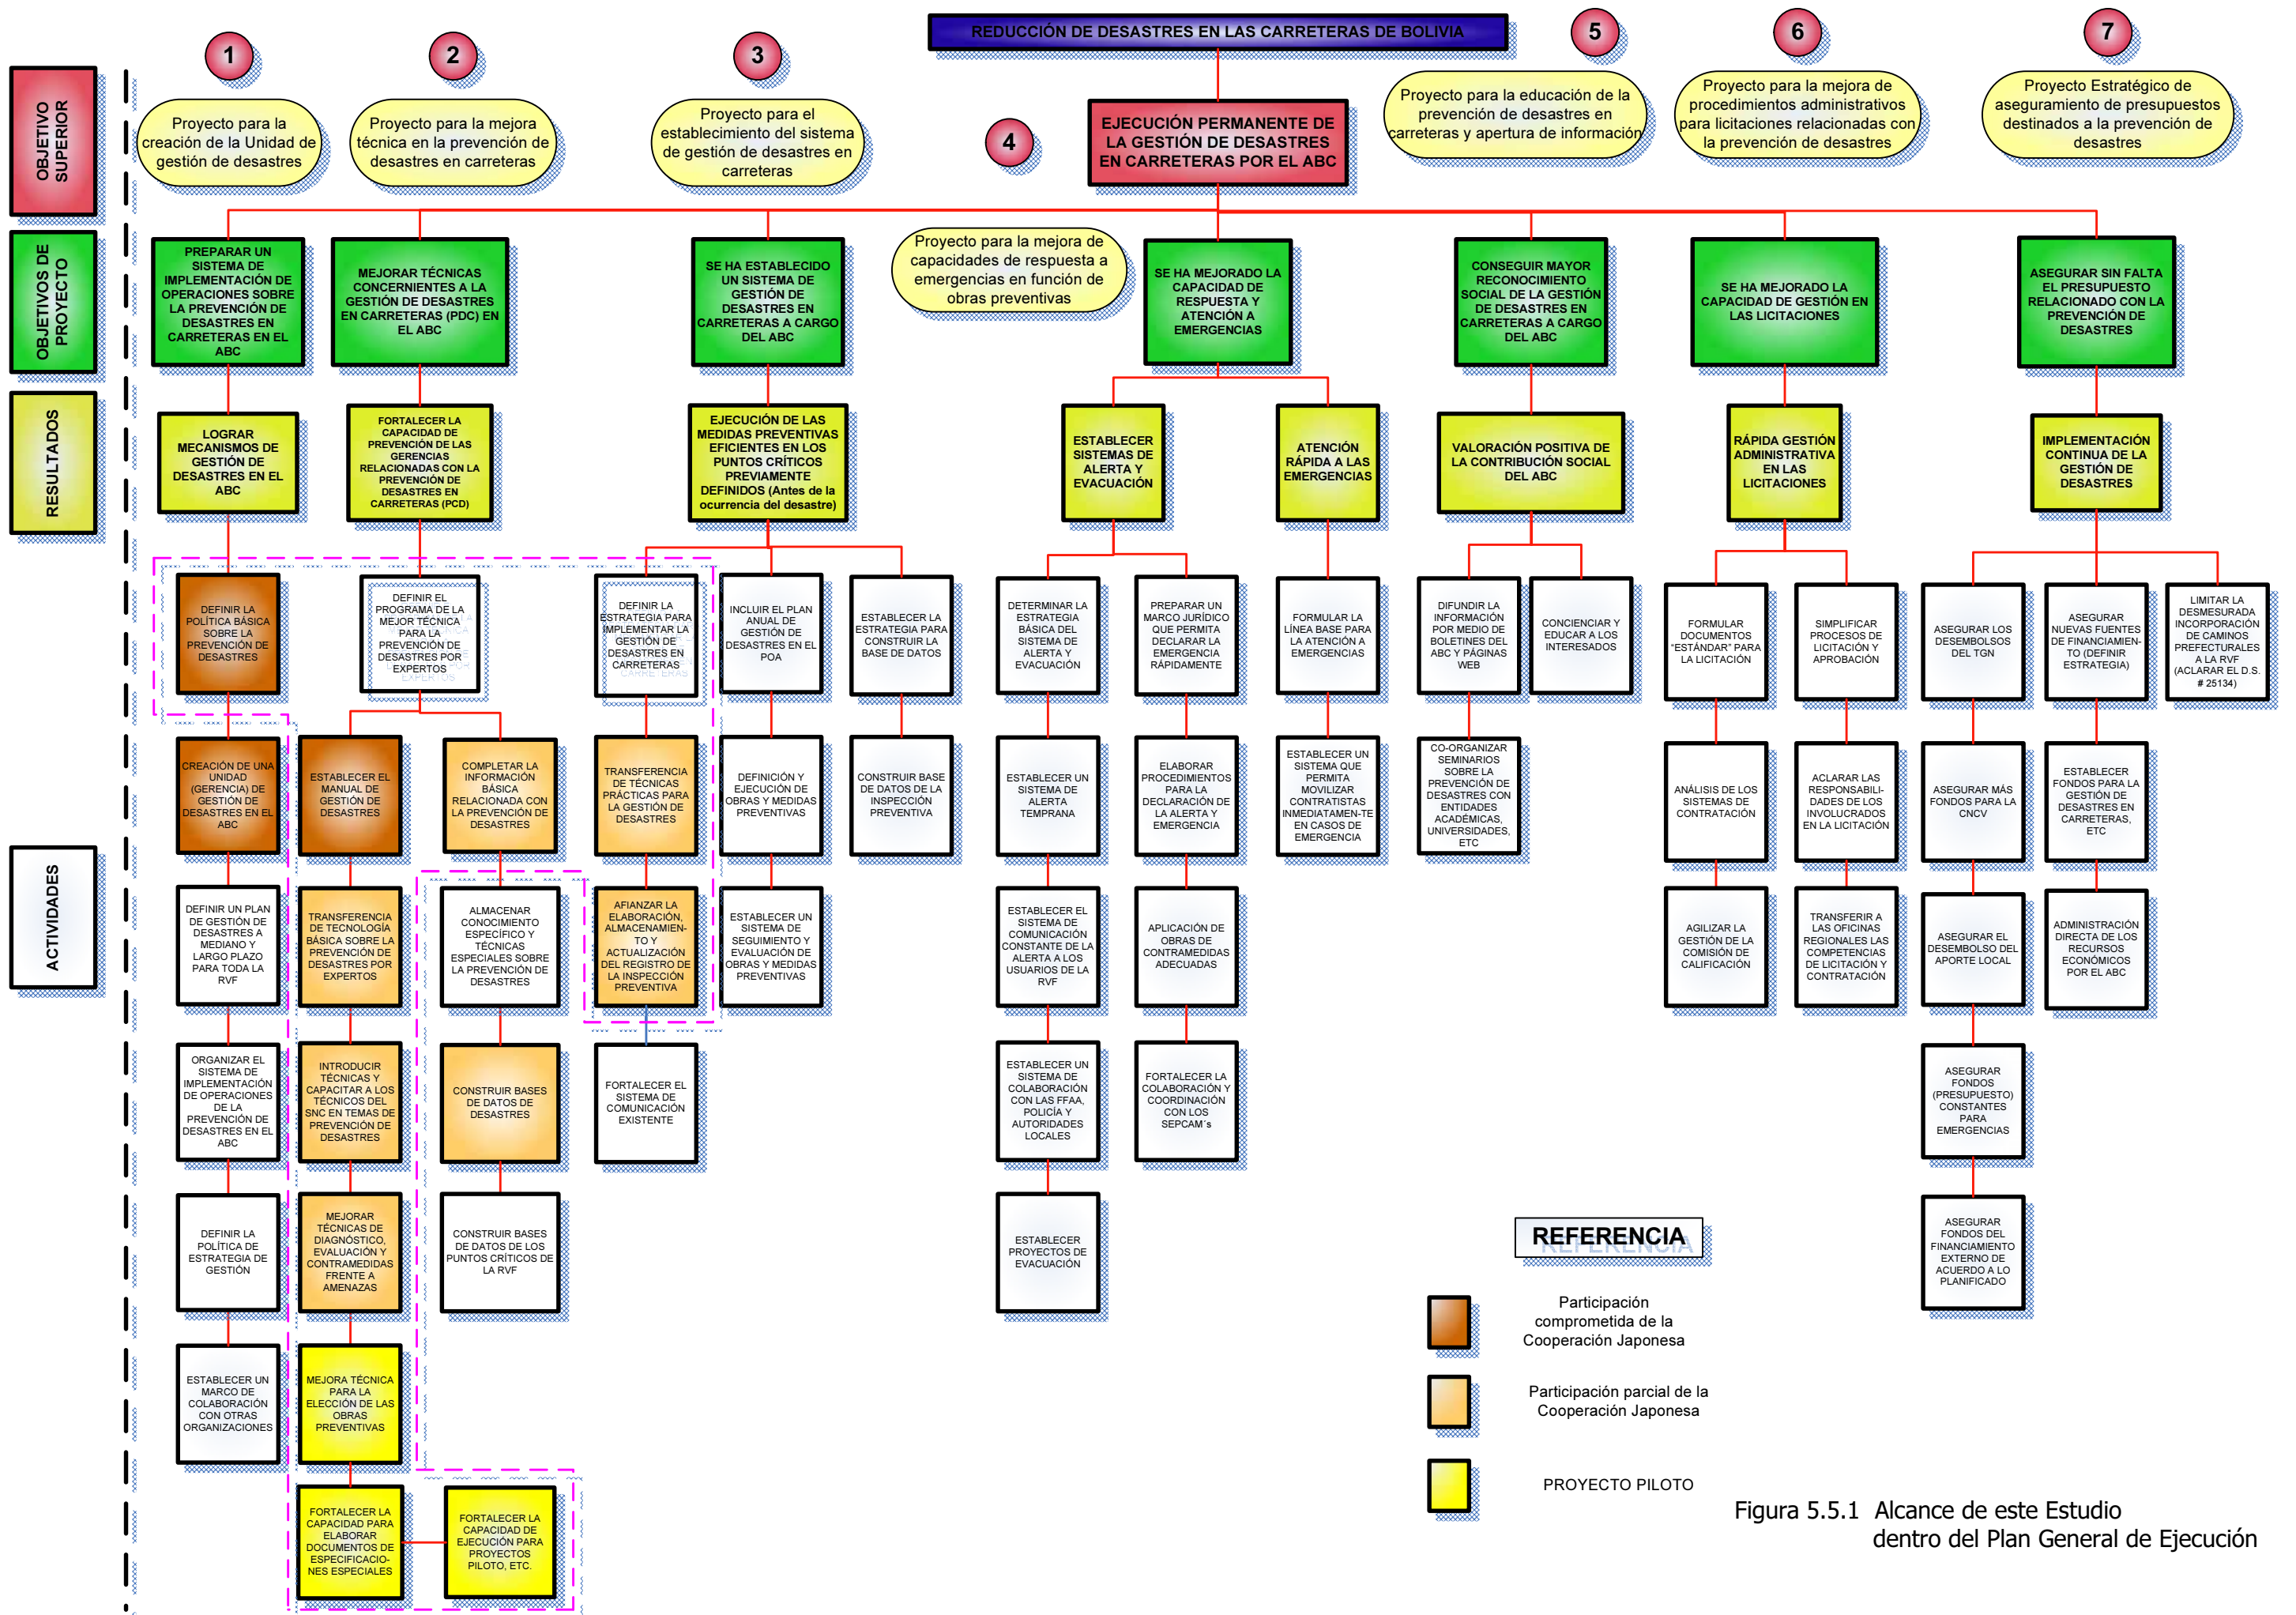 REDUCCIÓN DE DESASTRES EN LAS CARRETERAS DE BOLIVIA
1
2
3
4
5
6
7
OBJETIVO
SUPERIOR
Proyecto para la
creación de la Unidad de
gestión de desastres
Proyecto para la mejora
técnica en la prevención de
desastres en carreteras
Proyecto para el
establecimiento del sistema
de gestión de desastres en
carreteras
EJECUCIÓN PERMANENTE DE
LA GESTIÓN DE DESASTRES
EN CARRETERAS POR EL ABC
Proyecto para la educación de la
prevención de desastres en
carreteras y apertura de información
Proyecto para la mejora de
procedimientos administrativos
para licitaciones relacionadas con
la prevención de desastres
Proyecto Estratégico de
aseguramiento de presupuestos
destinados a la prevención de
desastres
OBJETIVOS DE
PROYECTO
PREPARAR UN
SISTEMA DE
IMPLEMENTACIÓN DE
OPERACIONES SOBRE
LA PREVENCIÓN DE
DESASTRES EN
CARRETERAS EN EL
ABC
MEJORAR TÉCNICAS
CONCERNIENTES A LA
GESTIÓN DE DESASTRES
EN CARRETERAS (PDC) EN
EL ABC
SE HA ESTABLECIDO
UN SISTEMA DE
GESTIÓN DE
DESASTRES EN
CARRETERAS A CARGO
DEL ABC
Proyecto para la mejora de
capacidades de respuesta a
emergencias en función de
obras preventivas
SE HA MEJORADO LA
CAPACIDAD DE
RESPUESTA Y
ATENCIÓN A
EMERGENCIAS
CONSEGUIR MAYOR
RECONOCIMIENTO
SOCIAL DE LA GESTIÓN
DE DESASTRES EN
CARRETERAS A CARGO
DEL ABC
SE HA MEJORADO LA
CAPACIDAD DE GESTIÓN EN
LAS LICITACIONES
ASEGURAR SIN FALTA
EL PRESUPUESTO
RELACIONADO CON LA
PREVENCIÓN DE
DESASTRES
RESULTADOS
LOGRAR
MECANISMOS DE
GESTIÓN DE
DESASTRES EN EL
ABC
FORTALECER LA
CAPACIDAD DE
PREVENCIÓN DE LAS
GERENCIAS
RELACIONADAS CON LA
PREVENCIÓN DE
DESASTRES EN
CARRETERAS (PCD)
EJECUCIÓN DE LAS
MEDIDAS PREVENTIVAS
EFICIENTES EN LOS
PUNTOS CRÍTICOS
PREVIAMENTE
DEFINIDOS (Antes de la
ocurrencia del desastre)
ESTABLECER
SISTEMAS DE
ALERTA Y
EVACUACIÓN
ATENCIÓN
RÁPIDA A LAS
EMERGENCIAS
VALORACIÓN POSITIVA DE
LA CONTRIBUCIÓN SOCIAL
DEL ABC
RÁPIDA GESTIÓN
ADMINISTRATIVA
EN LAS
LICITACIONES
IMPLEMENTACIÓN
CONTINUA DE LA
GESTIÓN DE
DESASTRES
ACTIVIDADES
DEFINIR LA
POLÍTICA BÁSICA
SOBRE LA
PREVENCIÓN DE
DESASTRES
DEFINIR EL
PROGRAMA DE LA
MEJOR TÉCNICA
PARA LA
PREVENCIÓN DE
DESASTRES POR
EXPERTOS
DEFINIR LA
ESTRATEGIA PARA
IMPLEMENTAR LA
GESTIÓN DE
DESASTRES EN
CARRETERAS
INCLUIR EL PLAN
ANUAL DE
GESTIÓN DE
DESASTRES EN EL
POA
ESTABLECER LA
ESTRATEGIA PARA
CONSTRUIR LA
BASE DE DATOS
DETERMINAR LA
ESTRATEGIA
BÁSICA DEL
SISTEMA DE
ALERTA Y
EVACUACIÓN
PREPARAR UN
MARCO JURÍDICO
QUE PERMITA
DECLARAR LA
EMERGENCIA
RÁPIDAMENTE
FORMULAR LA
LÍNEA BASE PARA
LA ATENCIÓN A
EMERGENCIAS
DIFUNDIR LA
INFORMACIÓN
POR MEDIO DE
BOLETINES DEL
ABC Y PÁGINAS
WEB
CONCIENCIAR Y
EDUCAR A LOS
INTERESADOS
FORMULAR
DOCUMENTOS
"ESTÁNDAR" PARA
LA LICITACIÓN
SIMPLIFICAR
PROCESOS DE
LICITACIÓN Y
APROBACIÓN
ASEGURAR LOS
DESEMBOLSOS
DEL TGN
ASEGURAR
NUEVAS FUENTES
DE FINANCIAMIEN-
TO (DEFINIR
ESTRATEGIA)
LIMITAR LA
DESMESURADA
INCORPORACIÓN
DE CAMINOS
PREFECTURALES
A LA RVF
(ACLARAR EL D.S.
# 25134)
CREACIÓN DE UNA
UNIDAD
(GERENCIA) DE
GESTIÓN DE
DESASTRES EN EL
ABC
ESTABLECER EL
MANUAL DE
GESTIÓN DE
DESASTRES
COMPLETAR LA
INFORMACIÓN
BÁSICA
RELACIONADA CON
LA PREVENCIÓN DE
DESASTRES
TRANSFERENCIA
DE TÉCNICAS
PRÁCTICAS PARA
LA GESTIÓN DE
DESASTRES
DEFINICIÓN Y
EJECUCIÓN DE
OBRAS Y MEDIDAS
PREVENTIVAS
CONSTRUIR BASE
DE DATOS DE LA
INSPECCIÓN
PREVENTIVA
ESTABLECER UN
SISTEMA DE
ALERTA
TEMPRANA
ELABORAR
PROCEDIMIENTOS
PARA LA
DECLARACIÓN DE
LA ALERTA Y
EMERGENCIA
ESTABLECER UN
SISTEMA QUE
PERMITA
MOVILIZAR
CONTRATISTAS
INMEDIATAMEN-TE
EN CASOS DE
EMERGENCIA
CO-ORGANIZAR
SEMINARIOS
SOBRE LA
PREVENCIÓN DE
DESASTRES CON
ENTIDADES
ACADÉMICAS,
UNIVERSIDADES,
ETC
ANÁLISIS DE LOS
SISTEMAS DE
CONTRATACIÓN
ACLARAR LAS
RESPONSABILI-
DADES DE LOS
INVOLUCRADOS
EN LA LICITACIÓN
ASEGURAR MÁS
FONDOS PARA LA
CNCV
ESTABLECER
FONDOS PARA LA
GESTIÓN DE
DESASTRES EN
CARRETERAS,
ETC
DEFINIR UN PLAN
DE GESTIÓN DE
DESASTRES A
MEDIANO Y
LARGO PLAZO
PARA TODA LA
RVF
TRANSFERENCIA
DE TECNOLOGÍA
BÁSICA SOBRE LA
PREVENCIÓN DE
DESASTRES POR
EXPERTOS
ALMACENAR
CONOCIMIENTO
ESPECÍFICO Y
TÉCNICAS
ESPECIALES SOBRE
LA PREVENCIÓN DE
DESASTRES
AFIANZAR LA
ELABORACIÓN,
ALMACENAMIEN-
TO Y
ACTUALIZACIÓN
DEL REGISTRO DE
LA INSPECCIÓN
PREVENTIVA
ESTABLECER UN
SISTEMA DE
SEGUIMIENTO Y
EVALUACIÓN DE
OBRAS Y MEDIDAS
PREVENTIVAS
ESTABLECER EL
SISTEMA DE
COMUNICACIÓN
CONSTANTE DE LA
ALERTA A LOS
USUARIOS DE LA
RVF
APLICACIÓN DE
OBRAS DE
CONTRAMEDIDAS
ADECUADAS
AGILIZAR LA
GESTIÓN DE LA
COMISIÓN DE
CALIFICACIÓN
TRANSFERIR A
LAS OFICINAS
REGIONALES LAS
COMPETENCIAS
DE LICITACIÓN Y
CONTRATACIÓN
ASEGURAR EL
DESEMBOLSO DEL
APORTE LOCAL
ADMINISTRACIÓN
DIRECTA DE LOS
RECURSOS
ECONÓMICOS
POR EL ABC
ORGANIZAR EL
SISTEMA DE
IMPLEMENTACIÓN
DE OPERACIONES
DE LA
PREVENCIÓN DE
DESASTRES EN EL
ABC
INTRODUCIR
TÉCNICAS Y
CAPACITAR A LOS
TÉCNICOS DEL
SNC EN TEMAS DE
PREVENCIÓN DE
DESASTRES
CONSTRUIR BASES
DE DATOS DE
DESASTRES
FORTALECER EL
SISTEMA DE
COMUNICACIÓN
EXISTENTE
ESTABLECER UN
SISTEMA DE
COLABORACIÓN
CON LAS FFAA,
POLICÍA Y
AUTORIDADES
LOCALES
FORTALECER LA
COLABORACIÓN Y
COORDINACIÓN
CON LOS
SEPCAM´s
ASEGURAR
FONDOS
(PRESUPUESTO)
CONSTANTES
PARA
EMERGENCIAS
DEFINIR LA
POLÍTICA DE
ESTRATEGIA DE
GESTIÓN
MEJORAR
TÉCNICAS DE
DIAGNÓSTICO,
EVALUACIÓN Y
CONTRAMEDIDAS
FRENTE A
AMENAZAS
CONSTRUIR BASES
DE DATOS DE LOS
PUNTOS CRÍTICOS DE
LA RVF
ESTABLECER
PROYECTOS DE
EVACUACIÓN
ASEGURAR
FONDOS DEL
FINANCIAMIENTO
EXTERNO DE
ACUERDO A LO
PLANIFICADO
ESTABLECER UN
MARCO DE
COLABORACIÓN
CON OTRAS
ORGANIZACIONES
MEJORA TÉCNICA
PARA LA
ELECCIÓN DE LAS
OBRAS
PREVENTIVAS
FORTALECER LA
CAPACIDAD PARA
ELABORAR
DOCUMENTOS DE
ESPECIFICACIO-
NES ESPECIALES
FORTALECER LA
CAPACIDAD DE
EJECUCIÓN PARA
PROYECTOS
PILOTO, ETC.
REFERENCIA
Participación
comprometida de la
Cooperación Japonesa
Participación parcial de la
Cooperación Japonesa
PROYECTO PILOTO
Figura 5.5.1 Alcance de este Estudio
dentro del Plan General de Ejecución